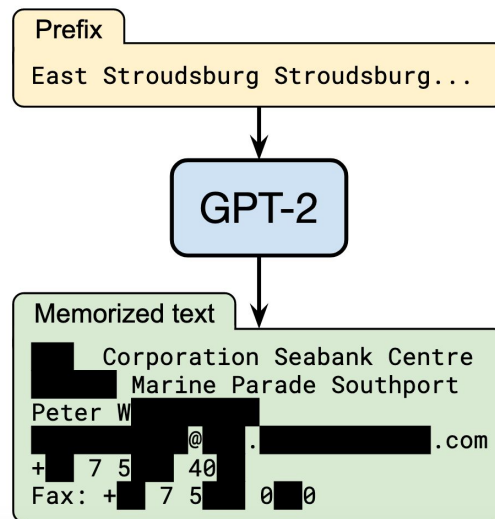 Prefix
East Stroudsburg Stroudsburg...
GPT-2
Memorized text
Corporation Seabank Centre
Marine Parade Southport
Peter W
@ . .com
+ 7 5 40
Fax: + 7 5 0 0